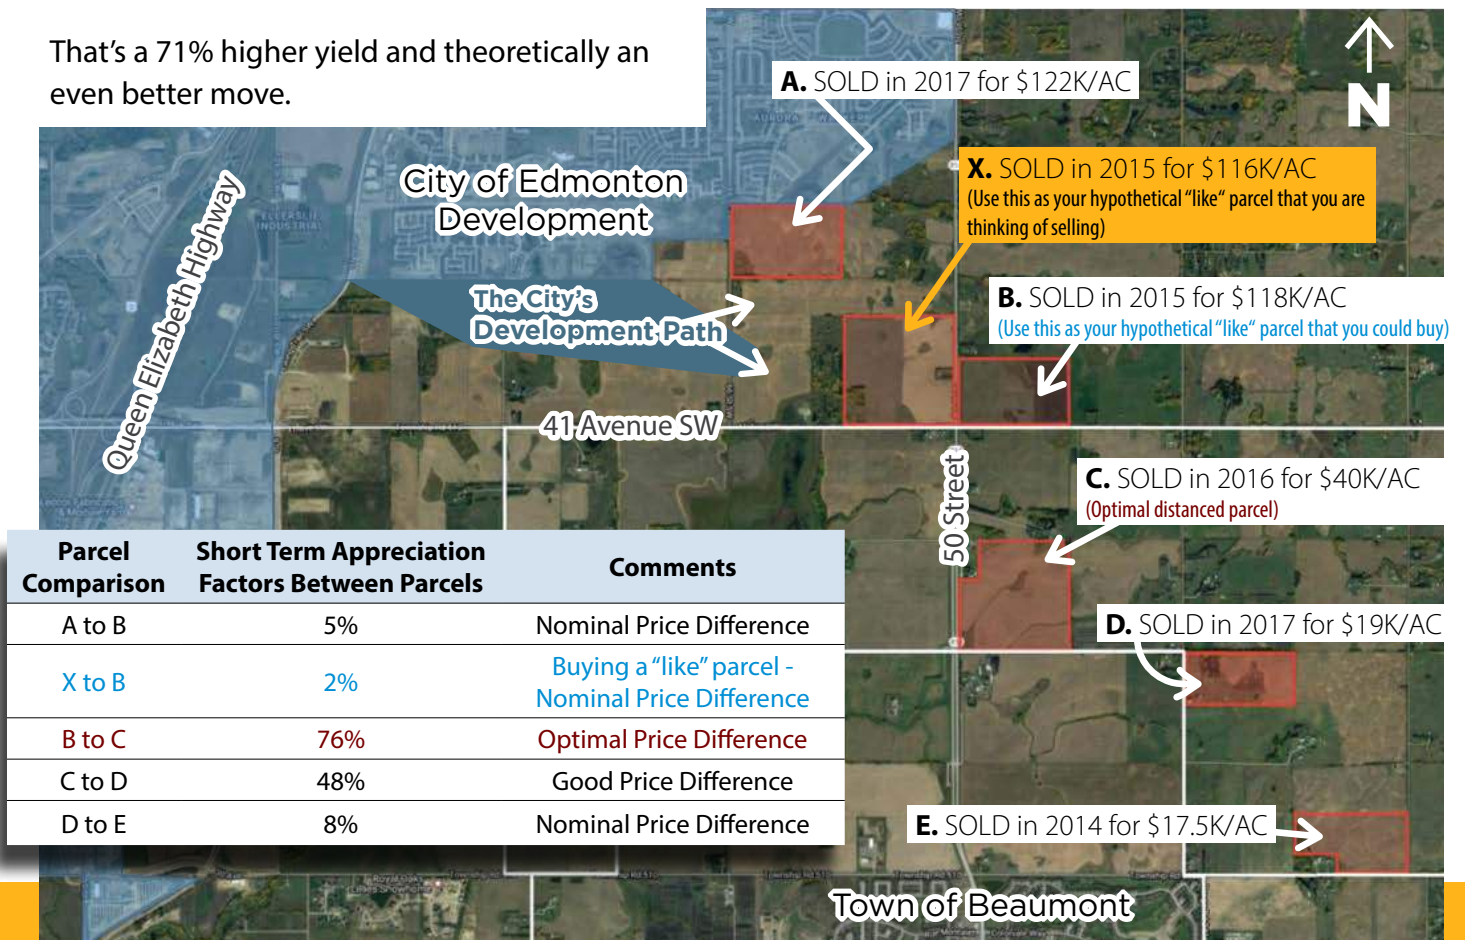 That's a 71% higher yield and theoretically an
even better move.
A. SOLD in 2017 for $122K/AC
N
X. SOLD in 2015 for $116K/AC
(Use this as your hypothetical “like“ parcel that you are
thinking of selling)
City of Edmonton
Development
ELLERSLIE
INDUSTRIAL
Queen Elizabeth Highway
The City's
Development Path
B. SOLD in 2015 for $118K/AC
(Use this as your hypothetical “like“ parcel that you could buy)
41 Avenue SW
50 Street
C. SOLD in 2016 for $40K/AC
(Optimal distanced parcel)
D. SOLD in 2017 for $19K/AC
E. SOLD in 2014 for $17.5K/AC
Parcel Comparison Short Term Appreciation Factors Between Parcels Comments
A to B 5% Nominal Price Difference
X to B 2% Buying a “like” parcel -
Nominal Price Difference
B to C 76% Optimal Price Difference
C to D 48% Good Price Difference
D to E 8% Nominal Price Difference
Town of Beaumont